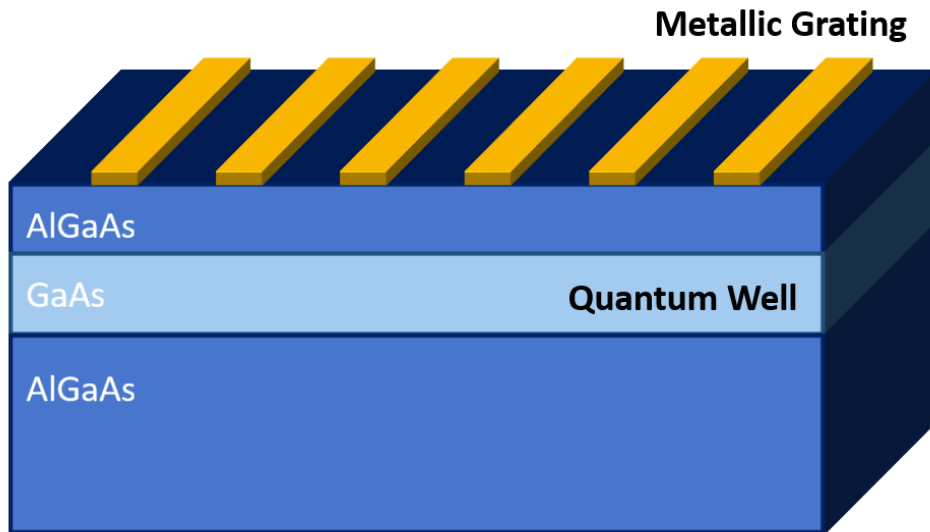 Metallic Grating
AlGaAs
GaAs
Quantum Well
AlGaAs